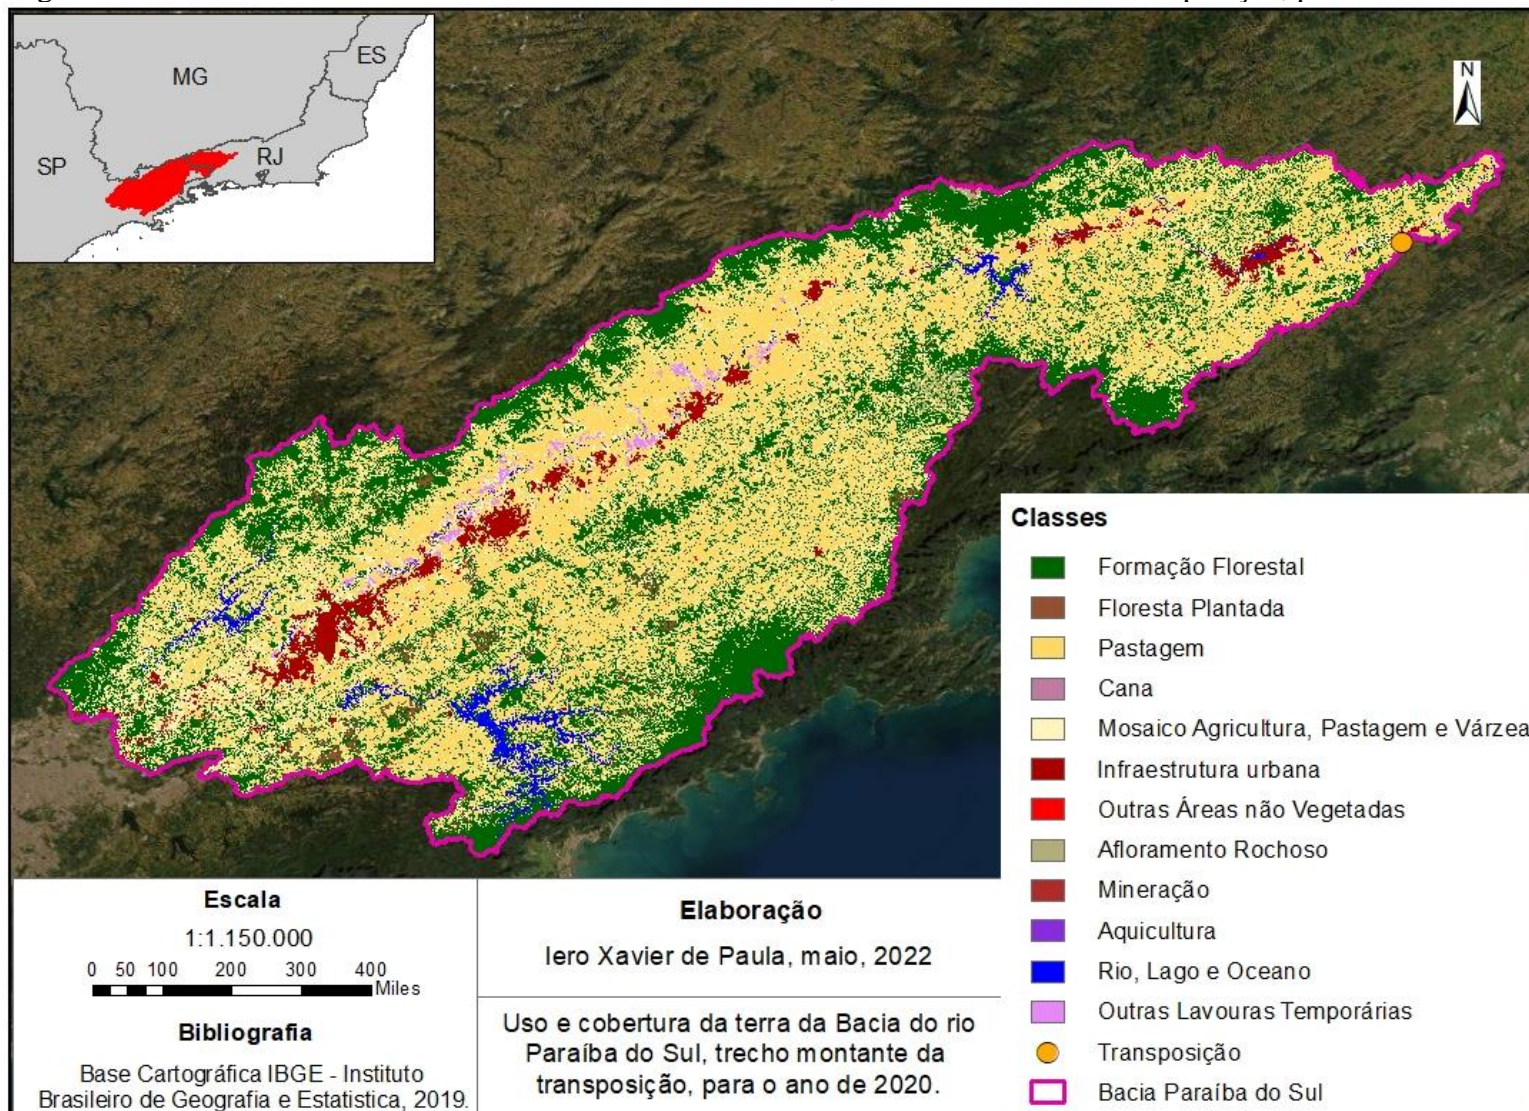 MG
ES
SP
RJ
N
Classes
Formação Florestal
Floresta Plantada
Pastagem
Cana
Mosaico Agricultura, Pastagem e Várzea
Infraestrutura urbana
Outras Áreas não Vegetadas
Afloramento Rochoso
Mineração
Aquicultura
Rio, Lago e Oceano
Outras Lavouras Temporárias
Transposição
Bacia Paraíba do Sul
Escala
1:1.150.000
0 50 100 200 300 400
Miles
Bibliografia
Base Cartográfica IBGE - Instituto
Brasileiro de Geografia e Estatistica, 2019.
Elaboração
Iero Xavier de Paula, maio, 2022
Uso e cobertura da terra da Bacia do rio
Paraíba do Sul, trecho montante da
transposição, para o ano de 2020.